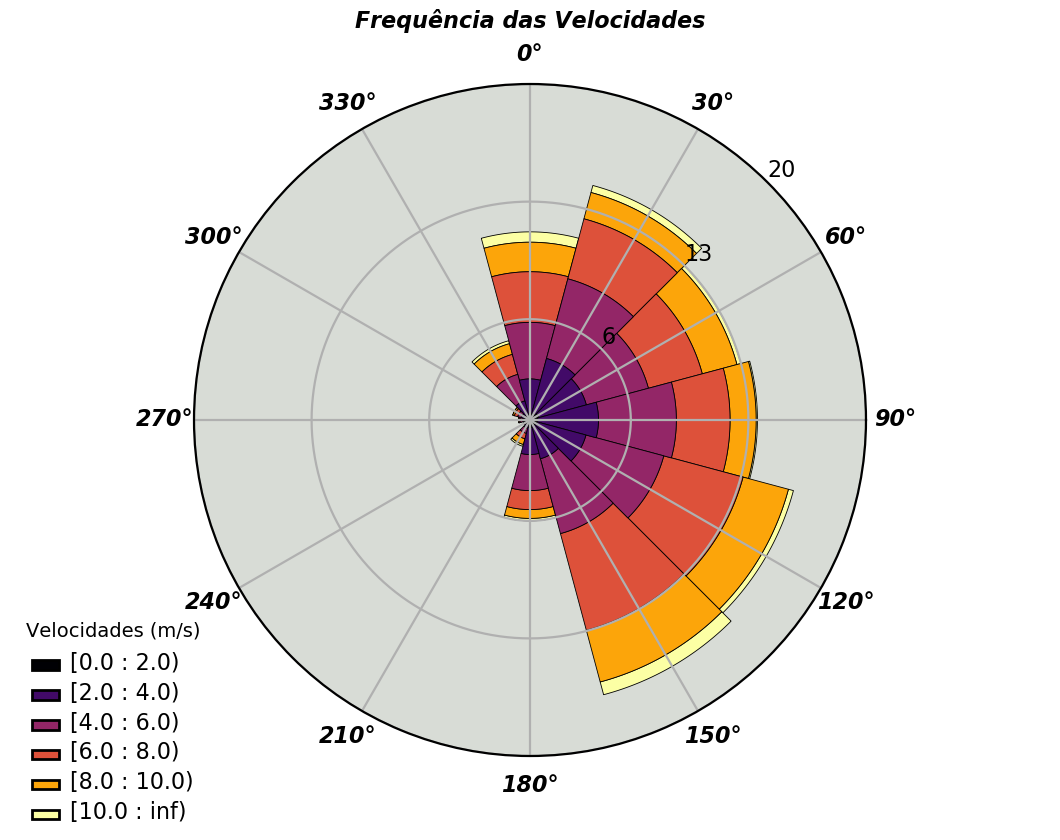 Frequência das Velocidades
0°
330°
30°
20
300°
60°
13
6
270°
90°
240°
120°
Velocidades (m/s)
[0.0 : 2.0)
[2.0 : 4.0)
[4.0 : 6.0)
210°
150°
[6.0 : 8.0)
[8.0 : 10.0)
180°
[10.0 : inf)